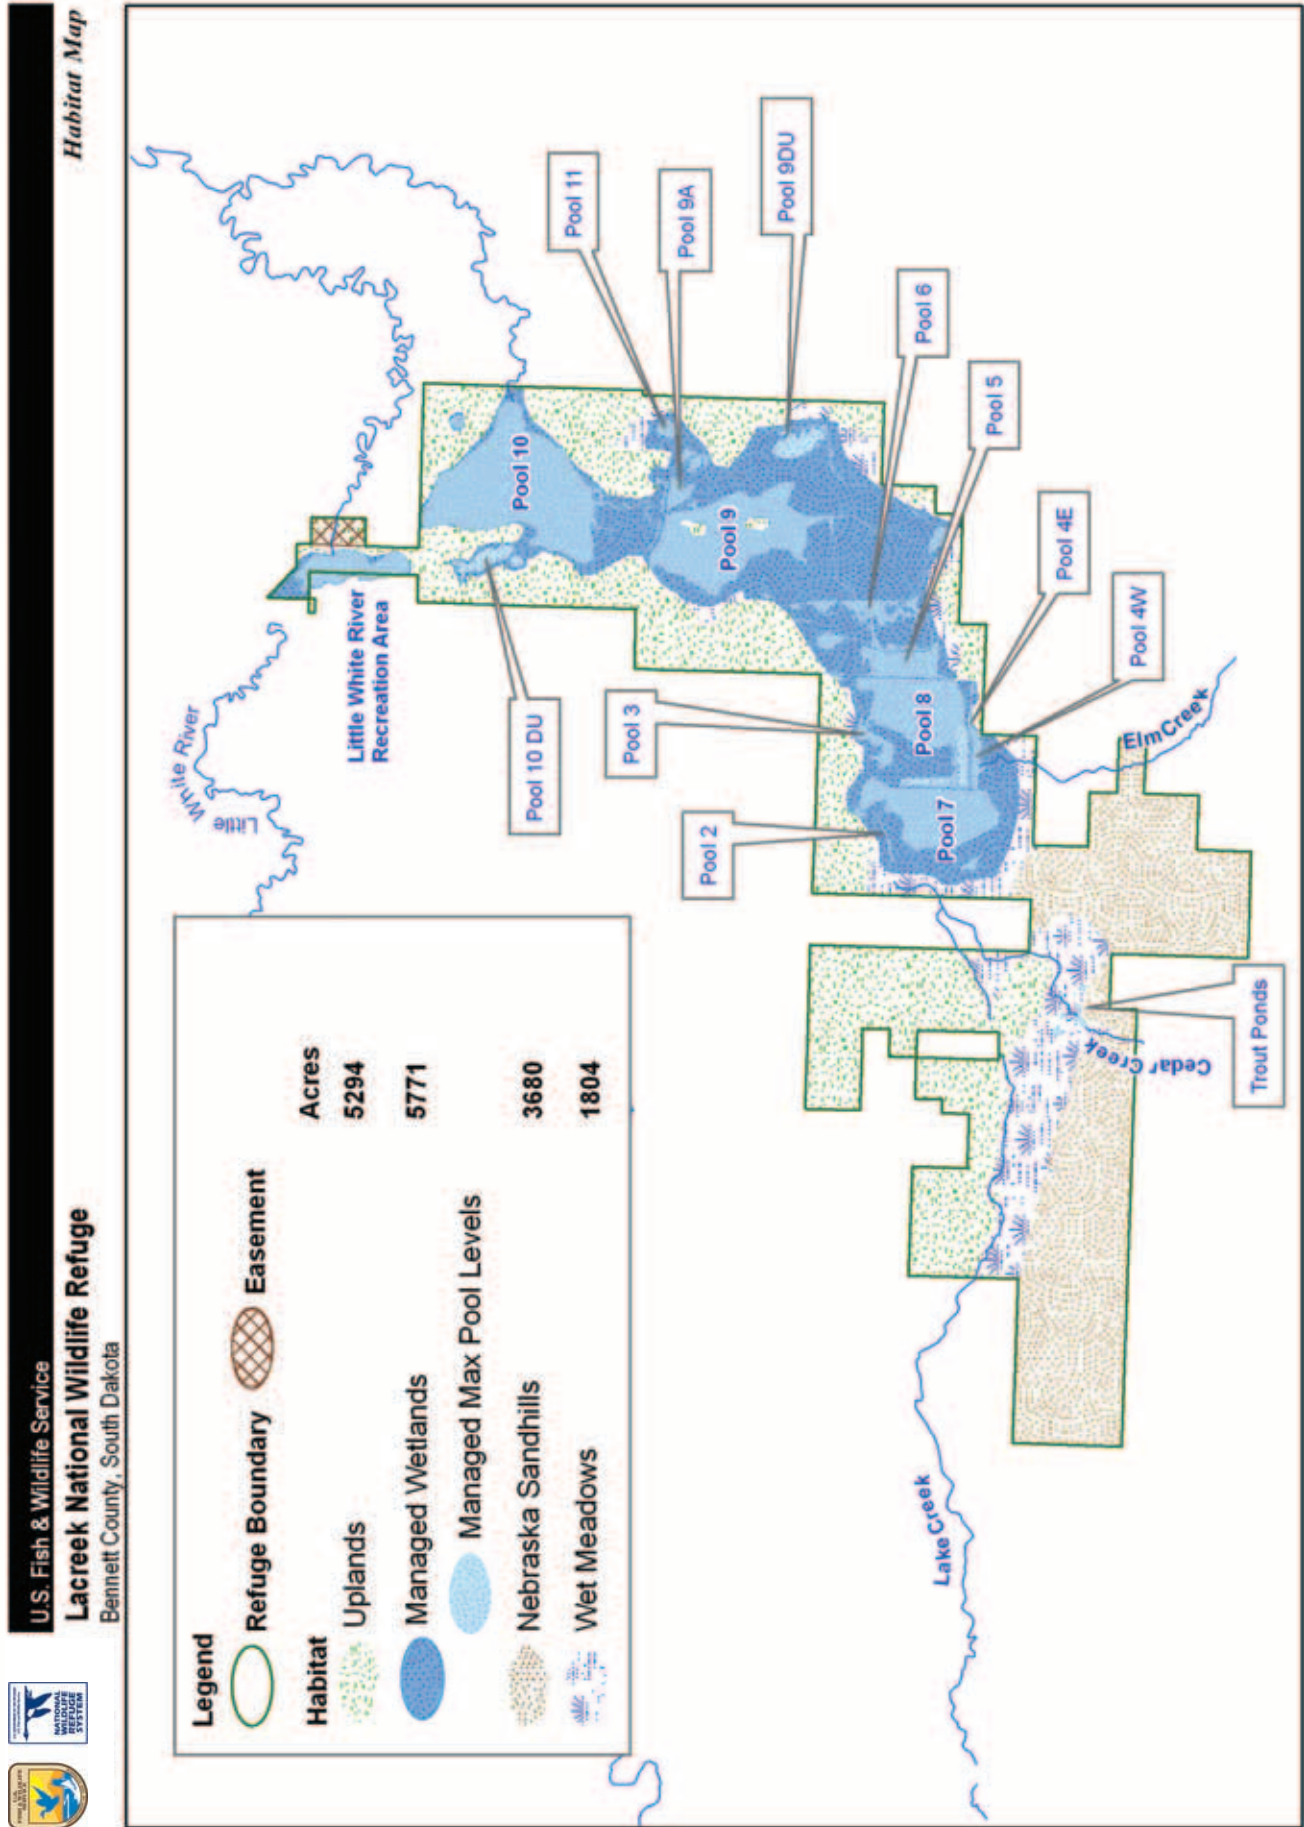 U.S. Fish & Wildlife Service
Lacreek National Wildlife Refuge
Habitat Map
Bennett County, South Dakota
NATIONAL
WILDLIFE
REFUGE
SYSTEM
Legend
Refuge Boundary
Easement
Habitat
Acres
Uplands
5294
Managed Wetlands
5771
Managed Max Pool Levels
Nebraska Sandhills
3680
Wet Meadows
1804
Little
White River
Little White River
Recreation Area
Pool 10 DU
Pool 10
Pool 11
Pool 9A
Pool 9DU
Pool 9
Pool 3
Pool 2
Pool 6
Pool 5
Pool 8
Pool 7
Pool 4E
Pool 4W
Elm Creek
Lake Creek
Cedar Creek
Trout Ponds